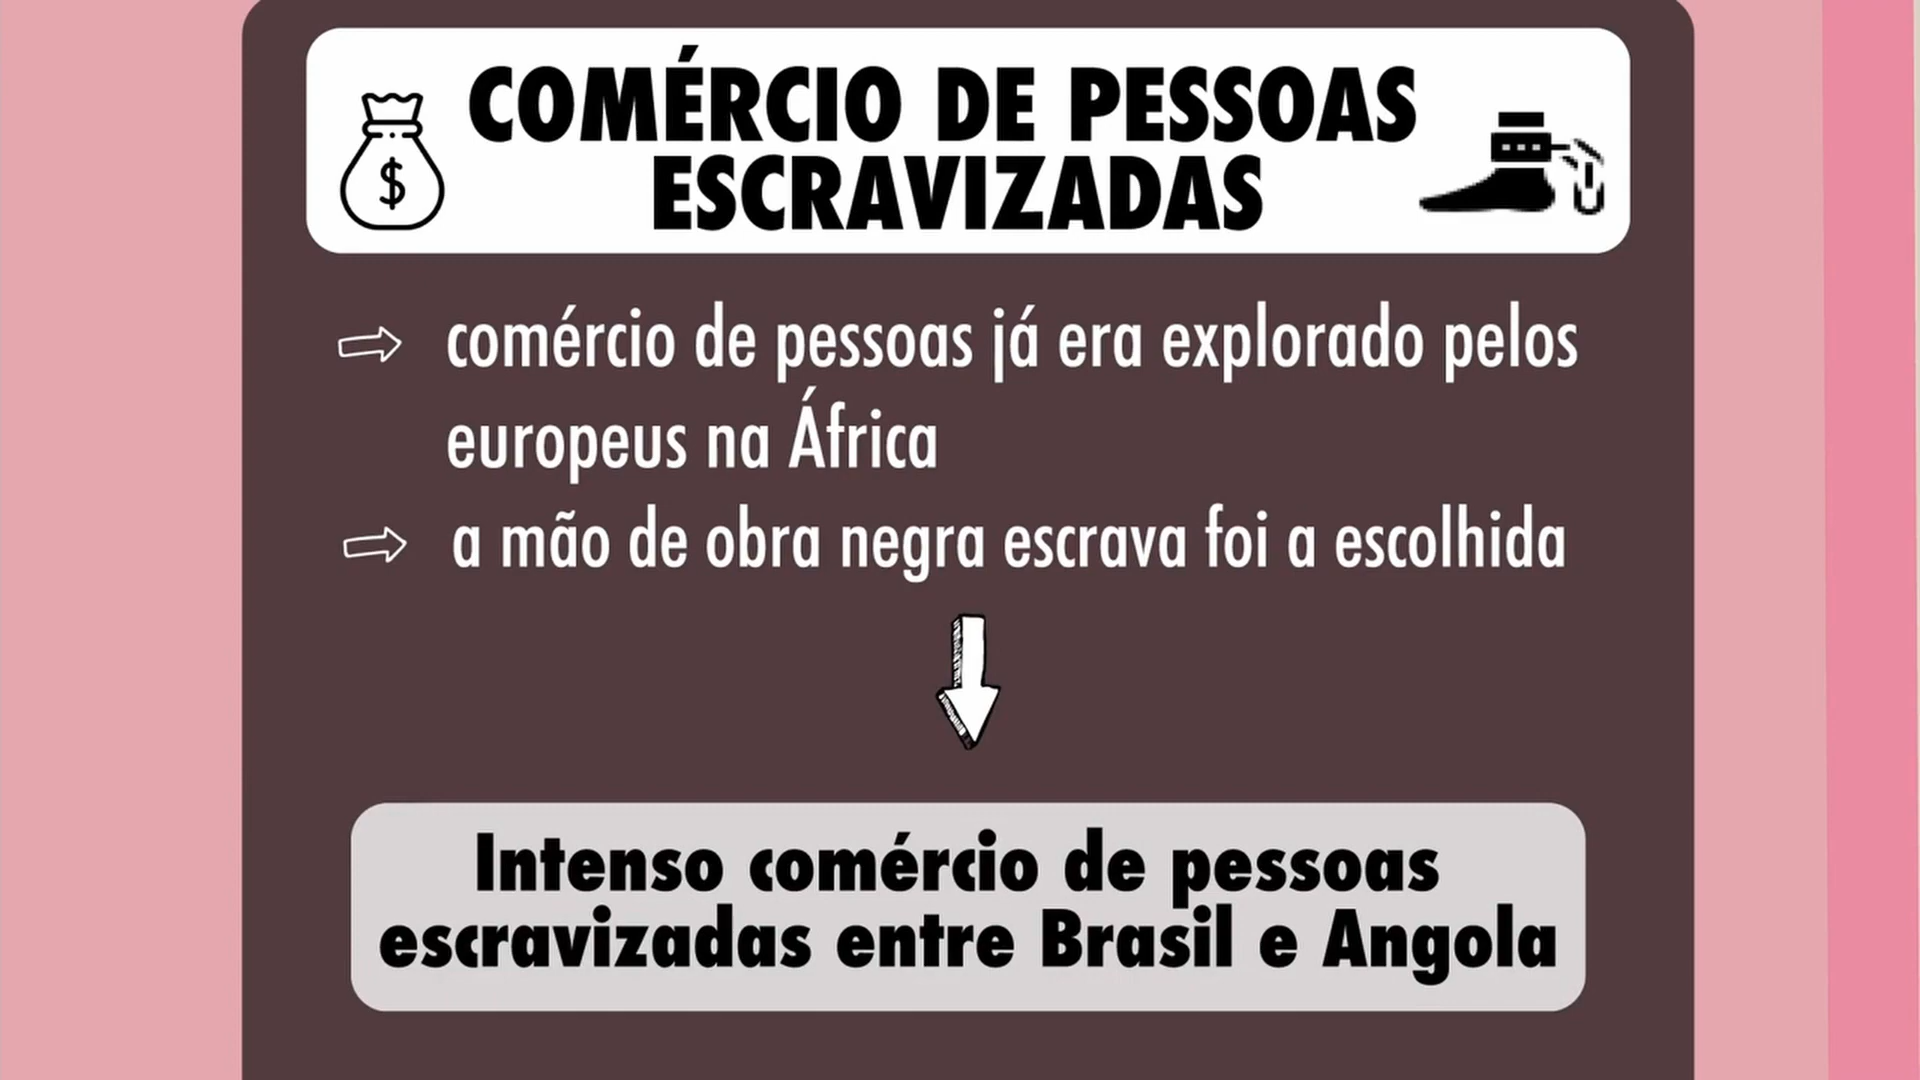 COMÉRCIO DE PESSOAS
ESCRAVIZADAS
$
comércio de pessoas já era explorado pelos
europeus na África
a mão de obra negra escrava foi a escolhida
Intenso comércio de pessoas
escravizadas entre Brasil e Angola